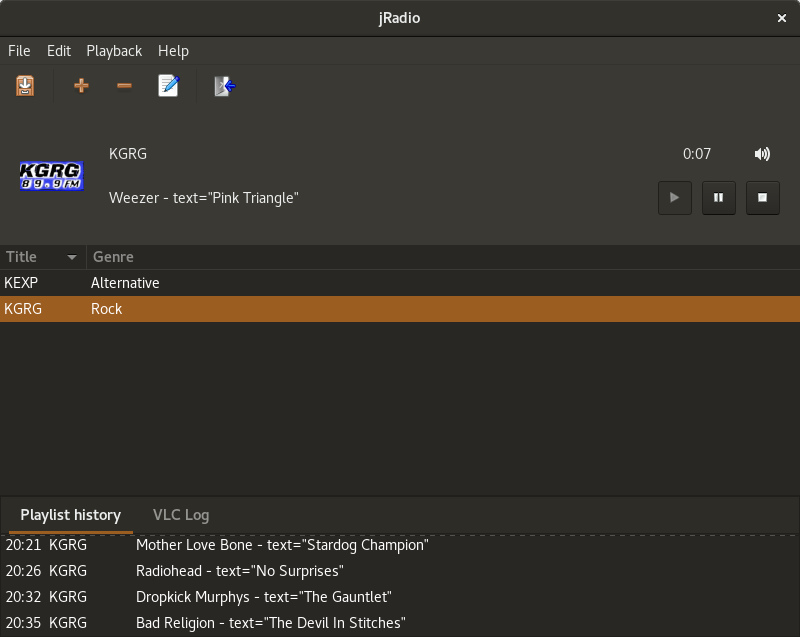 jRadio
File Edit Playback Help
KGRG
89.9 FM
KGRG 0:07
Weezer - text="Pink Triangle"
Title Genre
KEXP Alternative
KGRG Rock
Playlist history VLC Log
20:21 KGRG Mother Love Bone - text="Stardog Champion"
20:26 KGRG Radiohead - text="No Surprises"
20:32 KGRG Dropkick Murphys - text="The Gauntlet"
20:35 KGRG Bad Religion - text="The Devil In Stitches"